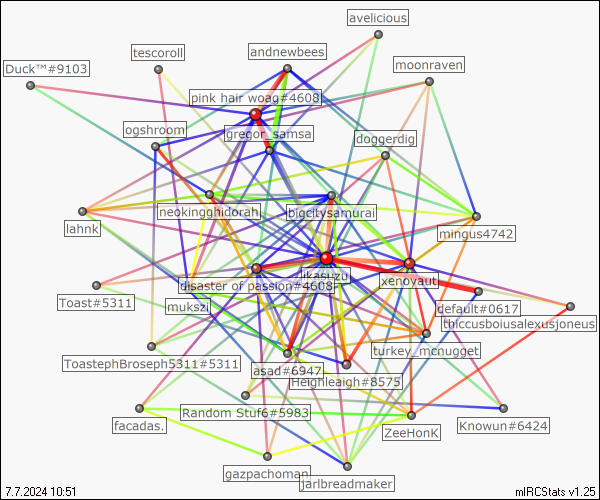 avelicious
tescoroll
andnewbees
Duck™#9103
moonraven
pink hair woag#4608
ogshroom
gregor_samsa
doggerdig
lahnk
neokingghidorah
bigcitysamurai
mingus4742
jikasuzu
xenoyaut
disaster of passion#4608
Toast#5311
mukszi
default#0617
thiccusboiusalexusjoneus
turkey_mcnugget
ToastephBroseph5311#5311
asad#6947
Heighleaigh#8575
Random Stuf6#5983
facadas.
ZeeHonK
Knowun#6424
gazpachoman
jarlbreadmaker
7.7.2024 10:51
mIRCStats v1.25